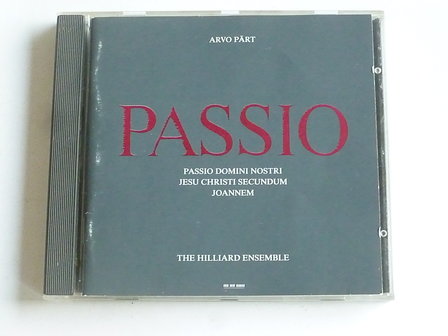 ARVO PÄRT
PASSIO
PASSIO DOMINI NOSTRI
JESU CHRISTI SECUNDUM
JOANNEM
THE HILLIARD ENSEMBLE